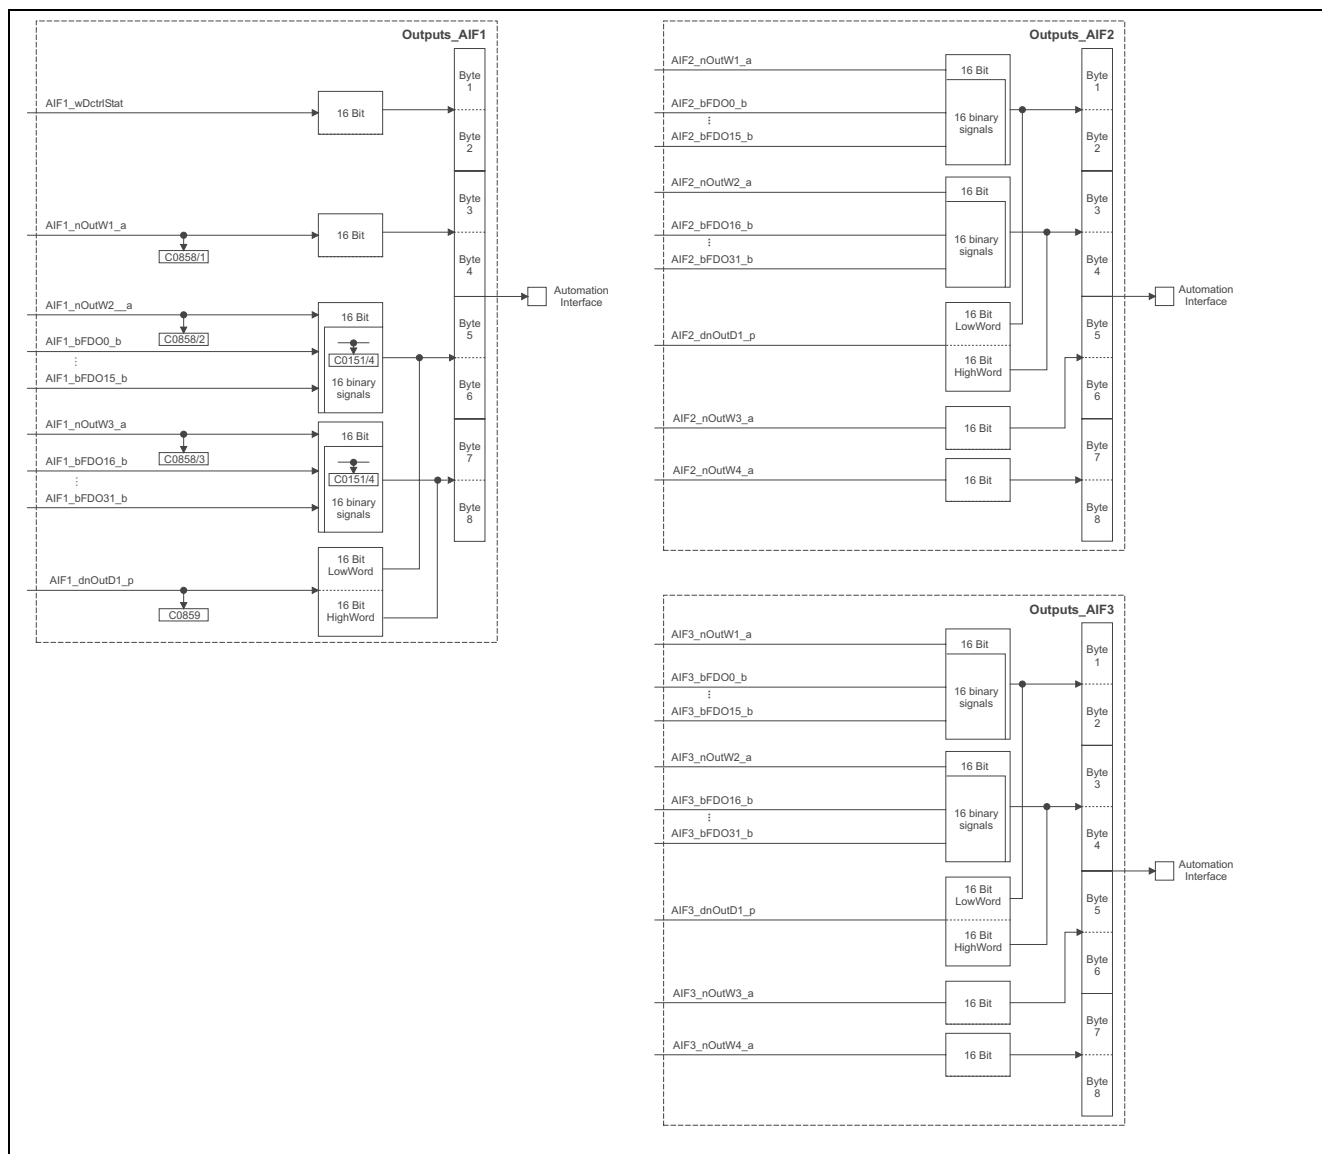 Outputs_AIF1
AIF1_wDctrlStat
16 Bit
Byte
1
Byte
2
AIF1_nOutW1_a
C0858/1
16 Bit
Byte
3
Byte
4
Automation
Interface
AIF1_nOutW2__a
C0858/2
AIF1_bFDO0_b
⋮
AIF1_bFDO15_b
16 Bit
C0151/4
16 binary
signals
Byte
5
Byte
6
AIF1_nOutW3_a
C0858/3
AIF1_bFDO16_b
⋮
AIF1_bFDO31_b
16 Bit
C0151/4
16 binary
signals
Byte
7
Byte
8
AIF1_dnOutD1_p
C0859
16 Bit
LowWord
16 Bit
HighWord
Outputs_AIF2
AIF2_nOutW1_a
AIF2_bFDO0_b
⋮
AIF2_bFDO15_b
16 Bit
16 binary
signals
Byte
1
Byte
2
AIF2_nOutW2_a
AIF2_bFDO16_b
⋮
AIF2_bFDO31_b
16 Bit
16 binary
signals
Byte
3
Byte
4
Automation
Interface
AIF2_dnOutD1_p
16 Bit
LowWord
16 Bit
HighWord
Byte
5
Byte
6
AIF2_nOutW3_a
16 Bit
AIF2_nOutW4_a
16 Bit
Byte
7
Byte
8
Outputs_AIF3
AIF3_nOutW1_a
AIF3_bFDO0_b
⋮
AIF3_bFDO15_b
16 Bit
16 binary
signals
Byte
1
Byte
2
AIF3_nOutW2_a
AIF3_bFDO16_b
⋮
AIF3_bFDO31_b
16 Bit
16 binary
signals
Byte
3
Byte
4
Automation
Interface
AIF3_dnOutD1_p
16 Bit
LowWord
16 Bit
HighWord
Byte
5
Byte
6
AIF3_nOutW3_a
16 Bit
AIF3_nOutW4_a
16 Bit
Byte
7
Byte
8